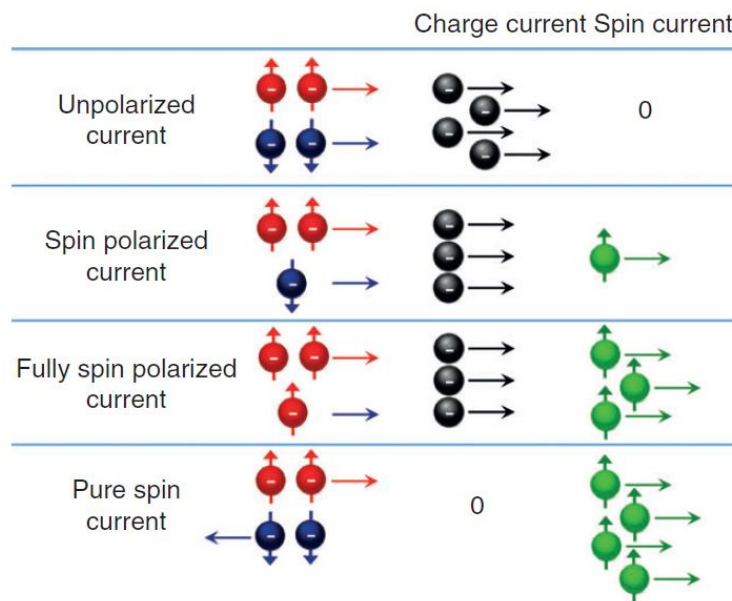 Charge current Spin current
Unpolarized
current
0
Spin polarized
current
Fully spin polarized
current
Pure spin
current
0